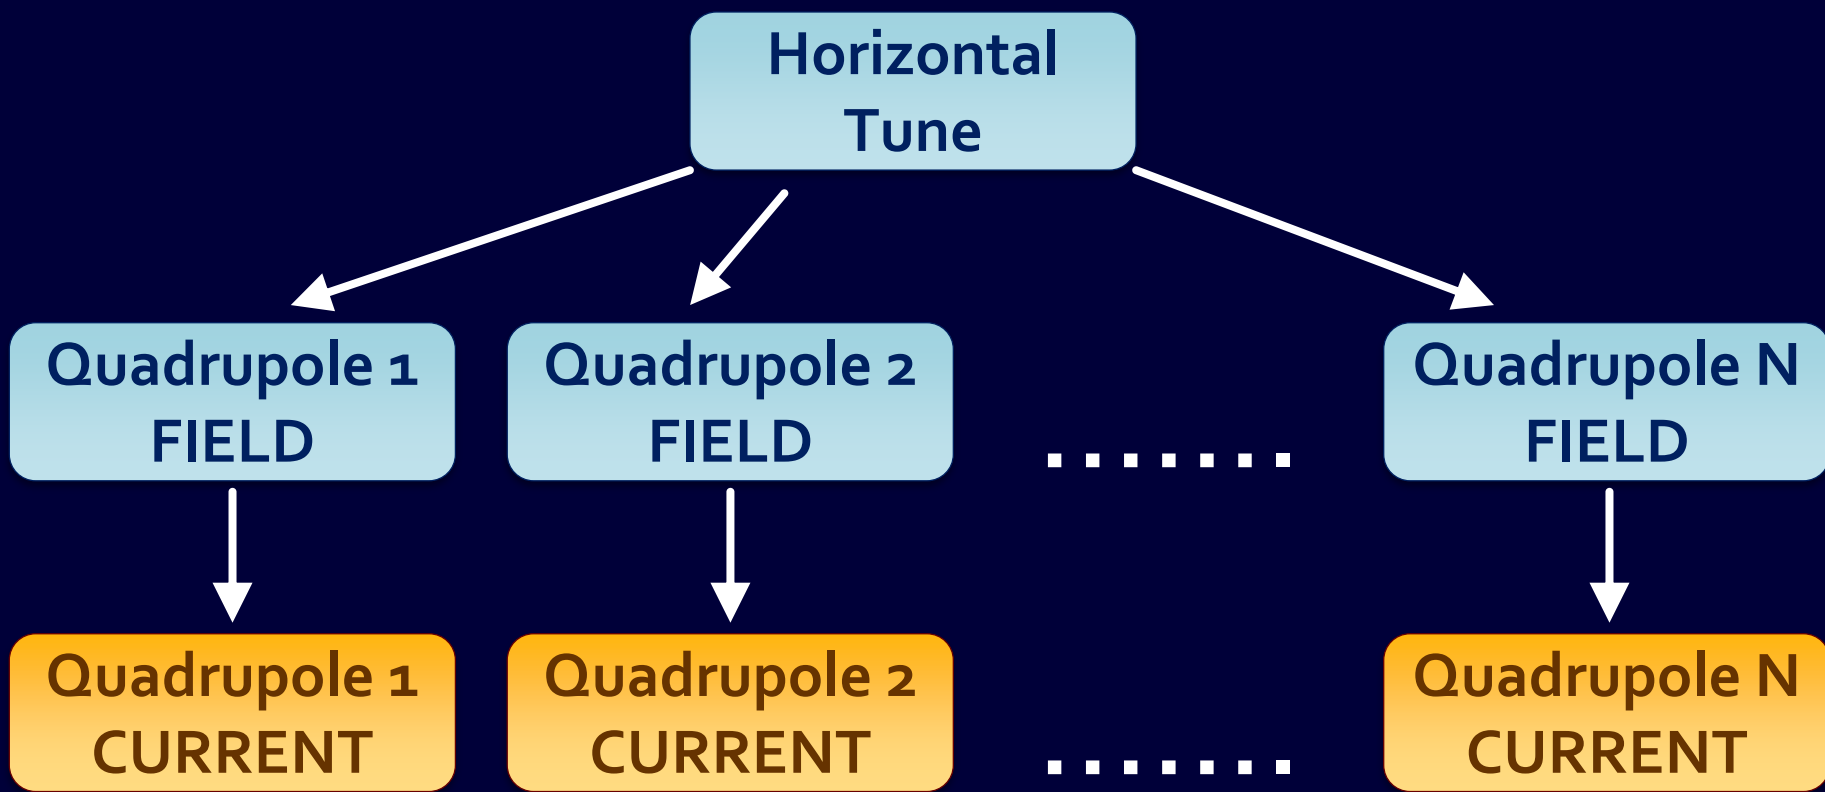 Horizontal
Tune
Quadrupole 1
FIELD
Quadrupole 2
FIELD
.......
Quadrupole N
FIELD
Quadrupole 1
CURRENT
Quadrupole 2
CURRENT
.......
Quadrupole N
CURRENT